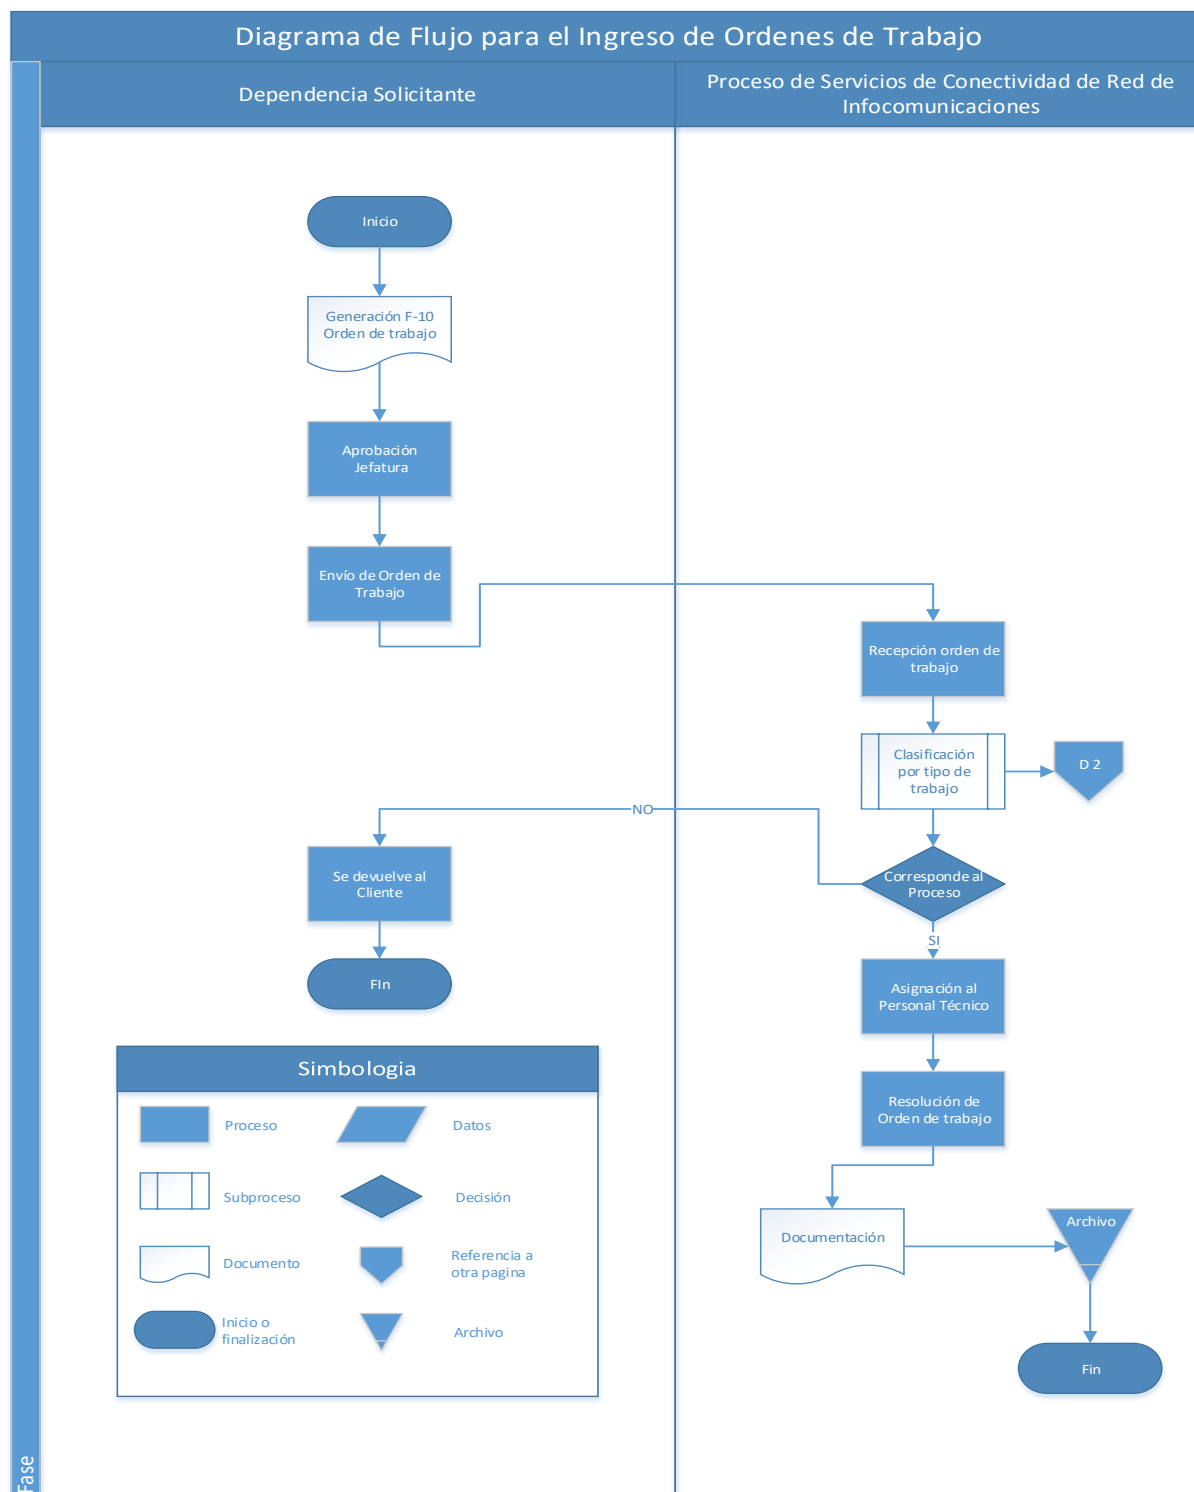 Diagrama de Flujo para el Ingreso de Ordenes de Trabajo
Dependencia Solicitante
Proceso de Servicios de Conectividad de Red de
Infocomunicaciones
Inicio
Generación F-10
Orden de trabajo
Aprobación
Jefatura
Envío de Orden de
Trabajo
Recepción orden de
trabajo
Clasificación
por tipo de
trabajo
D 2
NO
Corresponde al
Proceso
Se devuelve al
Cliente
SI
FIn
Asignación al
Personal Técnico
Resolución de
Orden de trabajo
Documentación
Archivo
Fin
Simbologia
Proceso
Datos
Subproceso
Decisión
Documento
Referencia a
otra pagina
Inicio o
finalización
Archivo
Fase